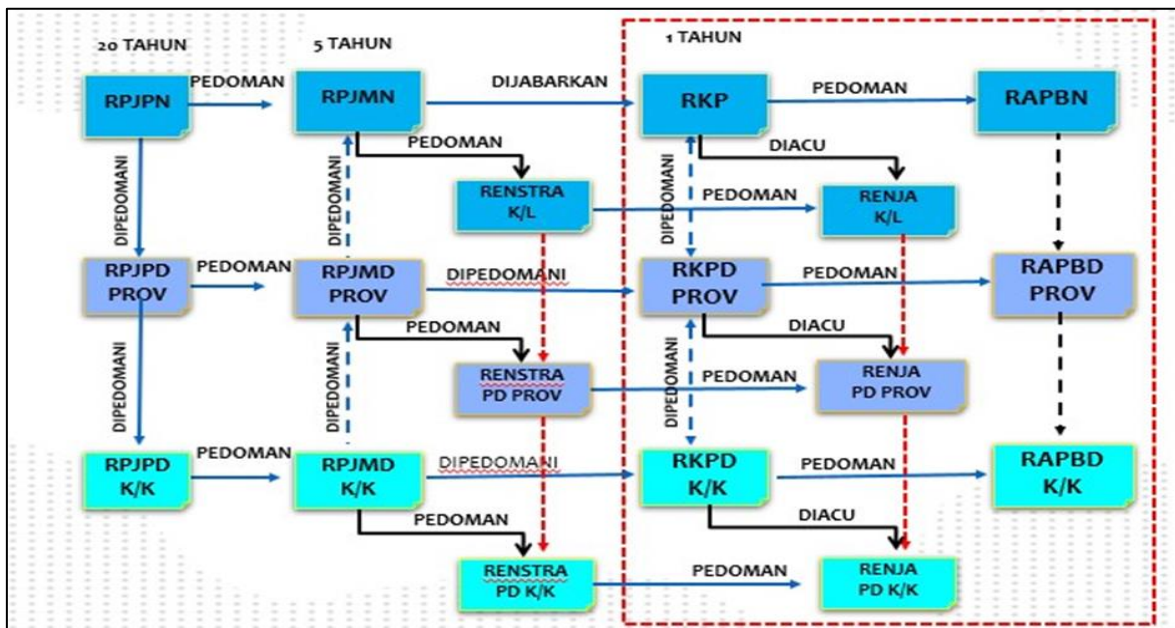 20 TAHUN
5 TAHUN
1 TAHUN
RPJPN
PEDOMAN
RPJMN
DIJABARKAN
RKP
PEDOMAN
RAPBN
DIPEDOMANI
DIPEDOMANI
PEDOMAN
RENSTRA
K/L
PEDOMAN
DIPEDOMANI
DIACU
RENJA
K/L
RPJPD
PROV
PEDOMAN
RPJMD
PROV
DIPEDOMANI
RKPD
PROV
PEDOMAN
RAPBD
PROV
DIPEDOMANI
DIPEDOMANI
PEDOMAN
RENSTRA
PD PROV
PEDOMAN
DIPEDOMANI
DIACU
RENJA
PD PROV
RPJPD
K/K
PEDOMAN
RPJMD
K/K
DIPEDOMANI
RKPD
K/K
PEDOMAN
RAPBD
K/K
PEDOMAN
RENSTRA
PD K/K
PEDOMAN
DIACU
RENJA
PD K/K